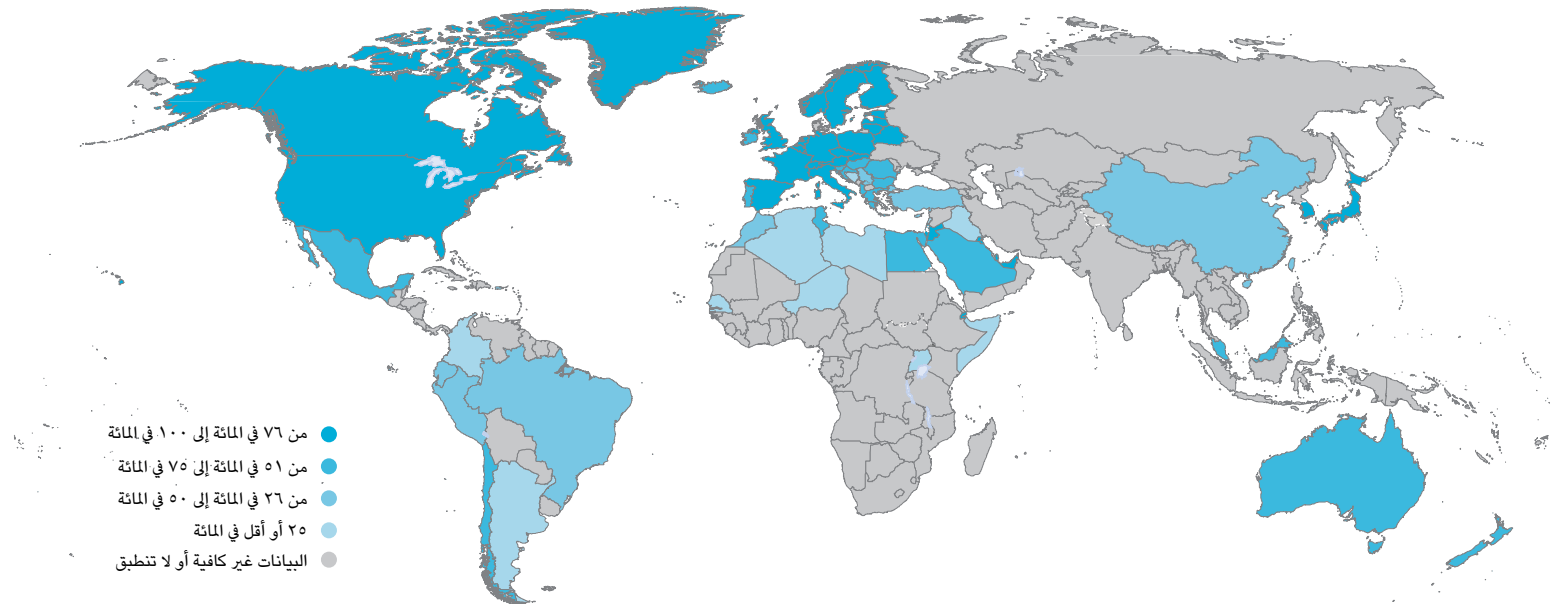 من ٧٦ في المائة إلى ١٠٠ في المائة
من ٥١ في المائة إلى ٧٥ في المائة
من ٢٦ في المائة إلى ٥٠ في المائة
٢٥ أو أقل في المائة
البيانات غير كافية أو لا تنطبق